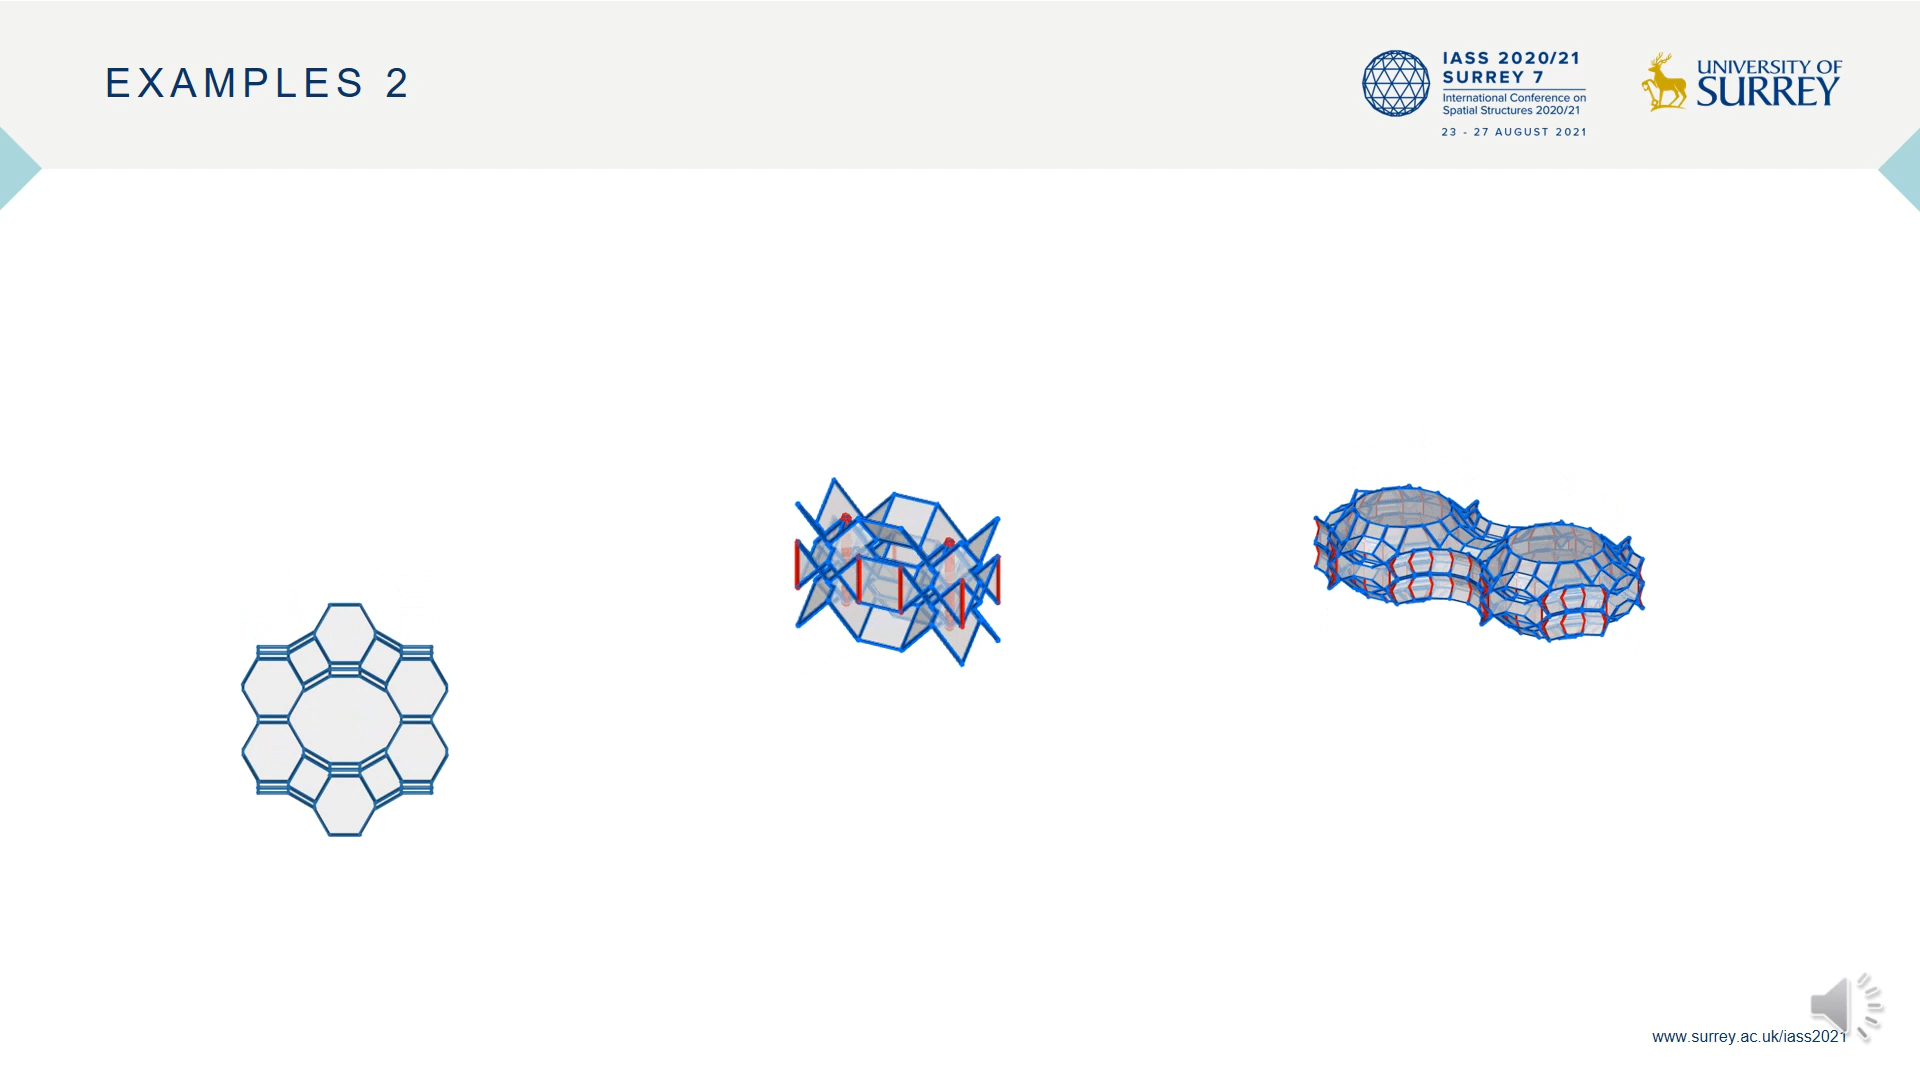 EXAMPLES 2
IASS 2020/21
SURREY 7
International Conference on
Spatial Structures 2020/21
23 - 27 AUGUST 2021
UNIVERSITY OF
SURREY
www.surrey.ac.uk/iass2021